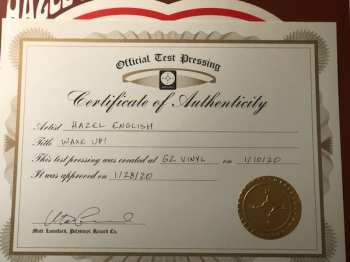 HAZEL
Official Test Pressing
Certificate of Authenticity
Artist HAZEL ENGLISH
Title WAKE UP!
This test pressing was created at GZ VINYL on 1/10/20
It was approved on 1/28/20
Matt Lunsford, Polyvinyl Record Co.